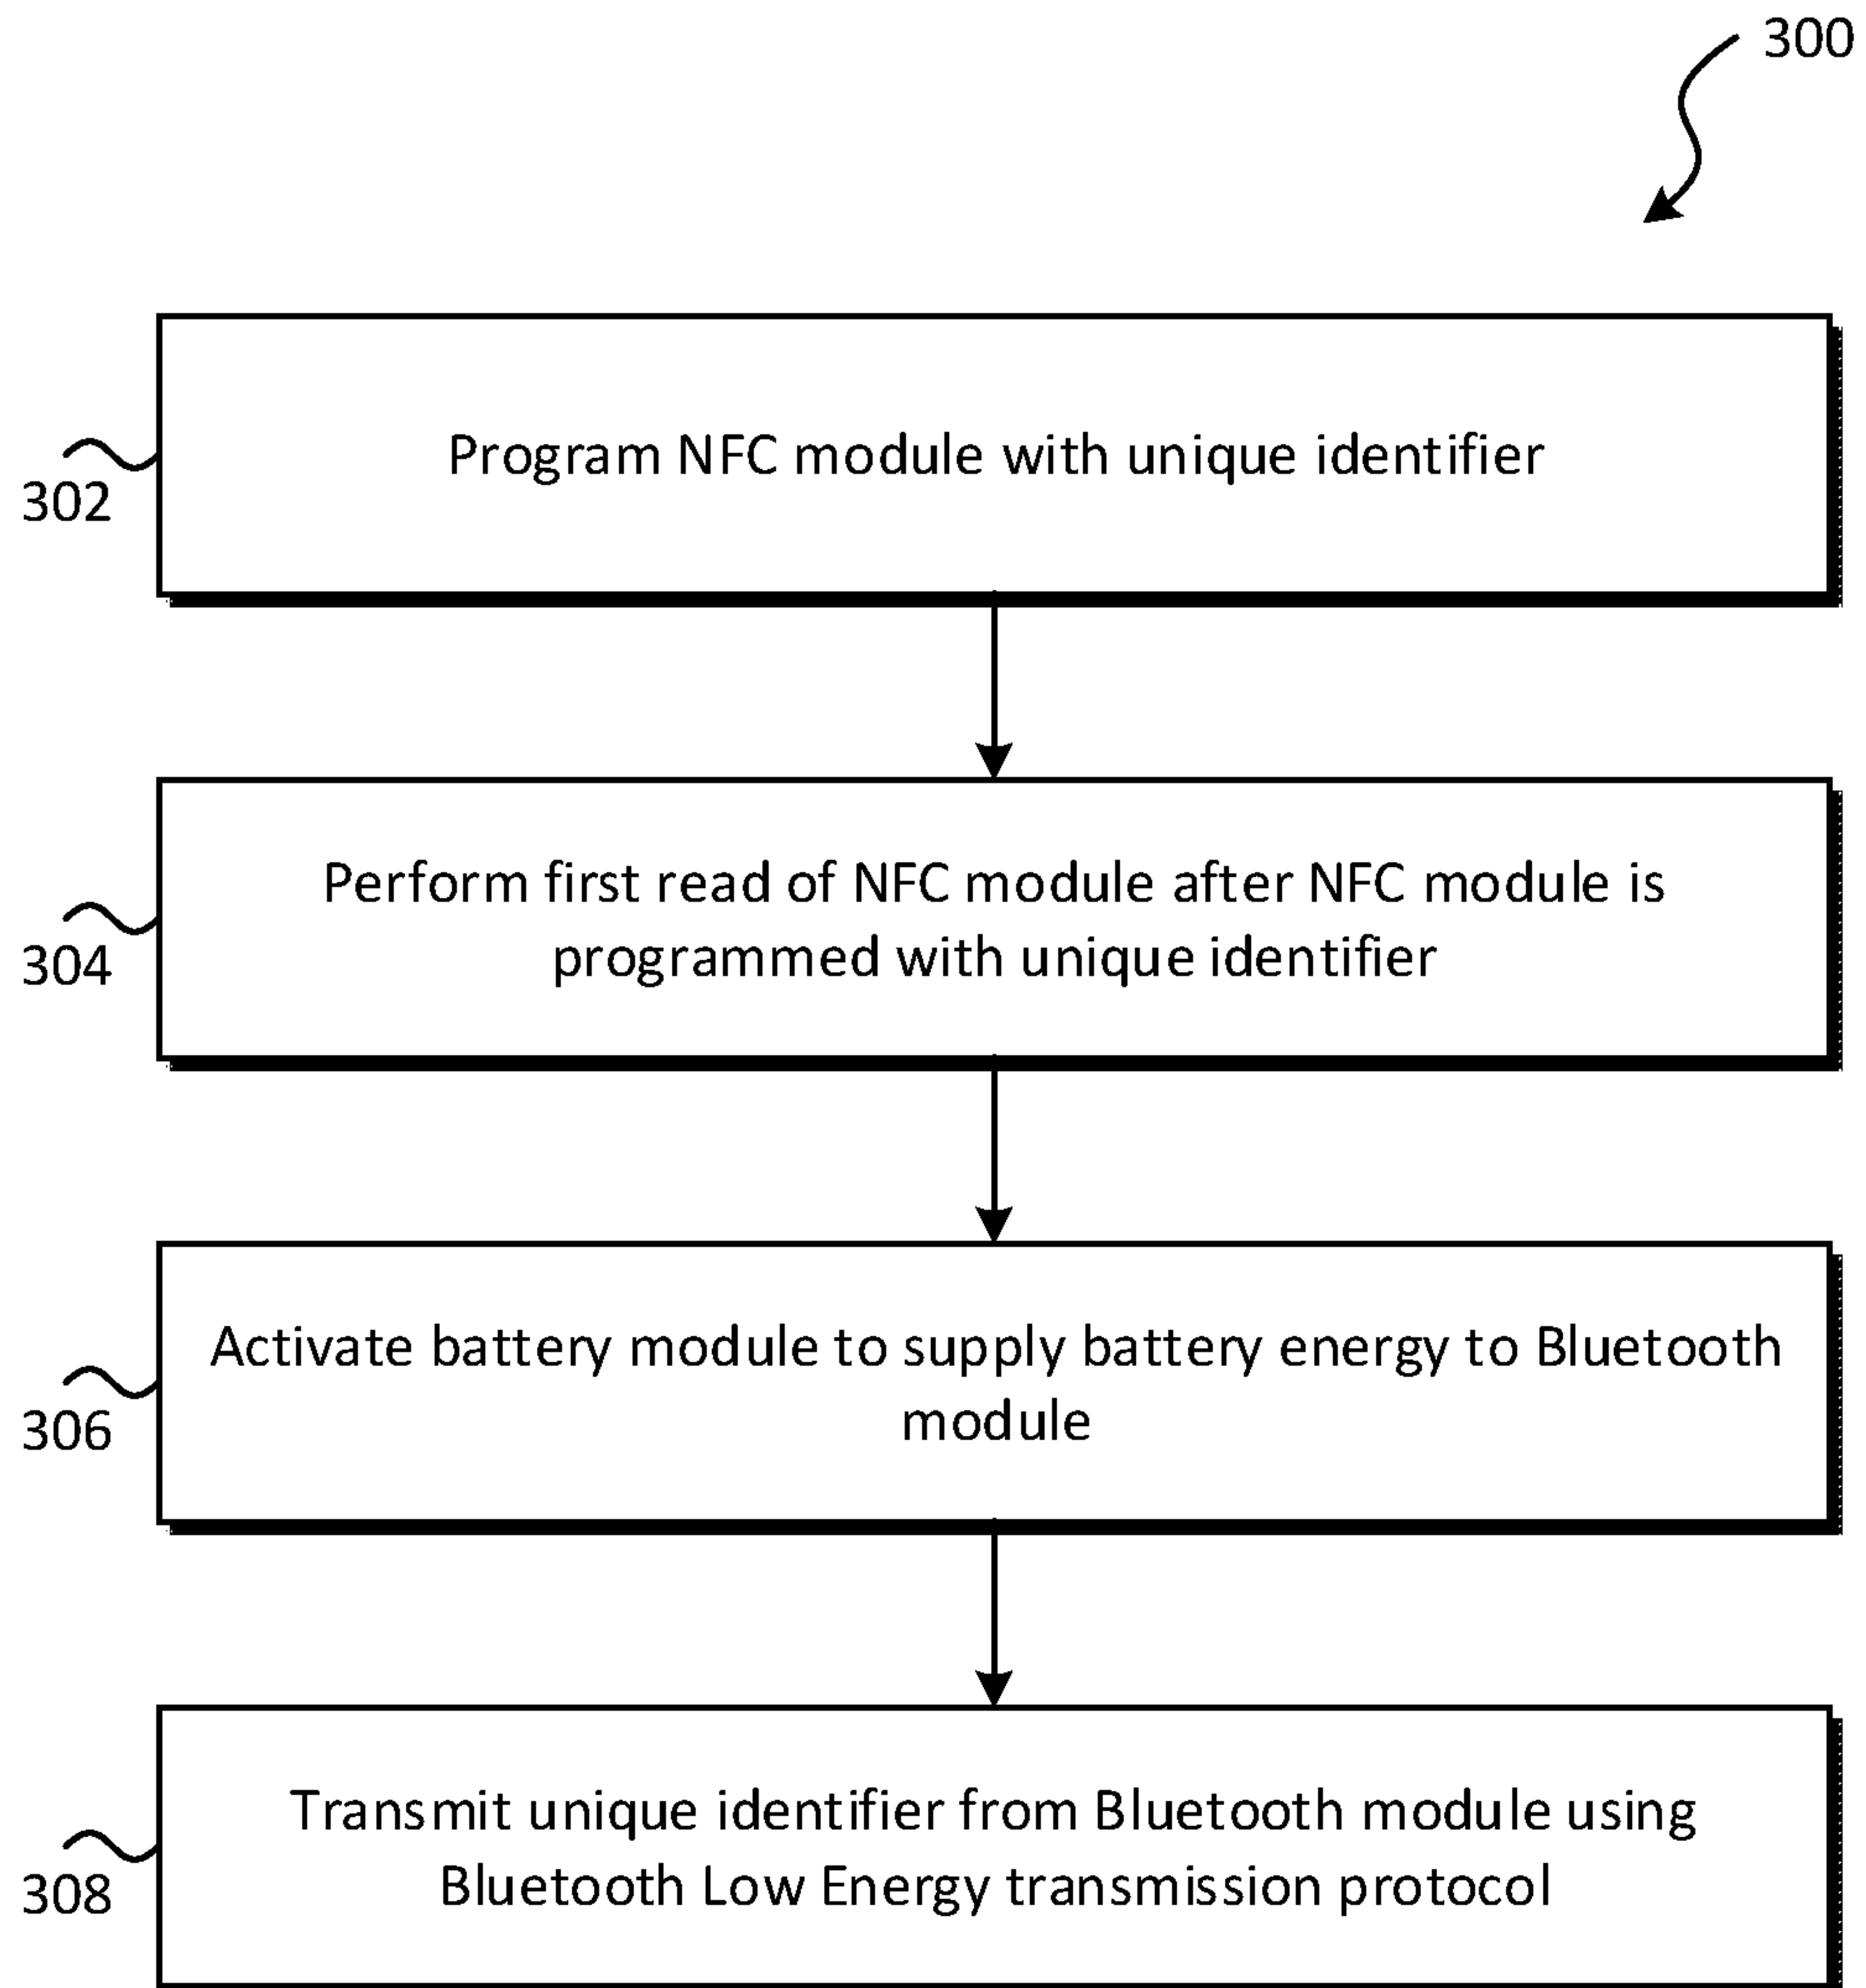 300
Program NFC module with unique identifier
302
Perform first read of NFC module after NFC module is
programmed with unique identifier
304
Activate battery module to supply battery energy to Bluetooth
module
306
Transmit unique identifier from Bluetooth module using
Bluetooth Low Energy transmission protocol
308